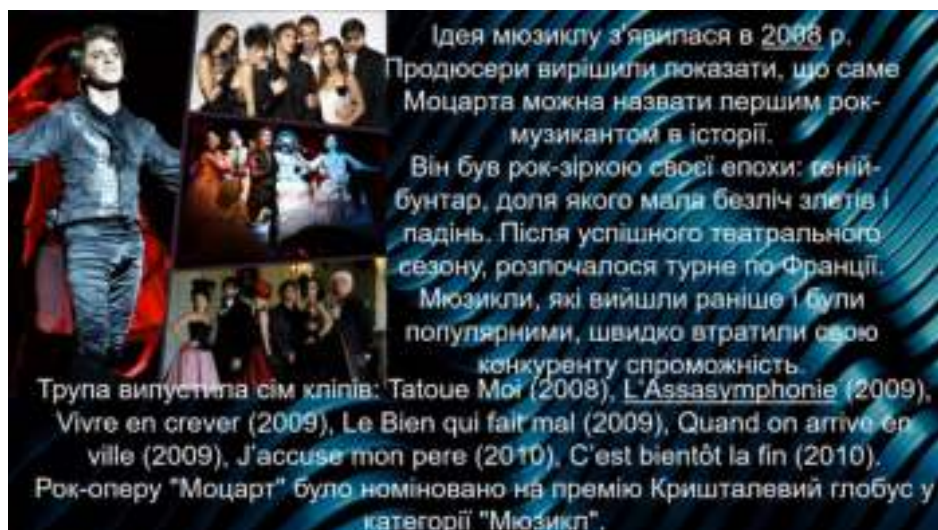 Ідея мюзиклу з'явилася в 2008 р.
Продюсери вирішили показати, що саме
Моцарта можна назвати першим рок-
музикантом в історії.
Він був рок-зіркою своєї епохи: геній-
бунтар, доля якого мала безліч злетів і
падінь. Після успішного театрального
сезону, розпочалося турне по Франції.
Мюзикли, які вийшли раніше і були
популярними, швидко втратили свою
конкуренту спроможність.
Трупа випустила сім кліпів: Tatoue Moi (2008), L'Assasymphonie (2009),
Vivre en crever (2009), Le Bien qui fait mal (2009), Quand on arrive en
ville (2009), J'accuse mon pere (2010), C'est bientôt la fin (2010).
Рок-оперу "Моцарт" було номіновано на премію Кришталевий глобус у
категорії "Мюзикл".